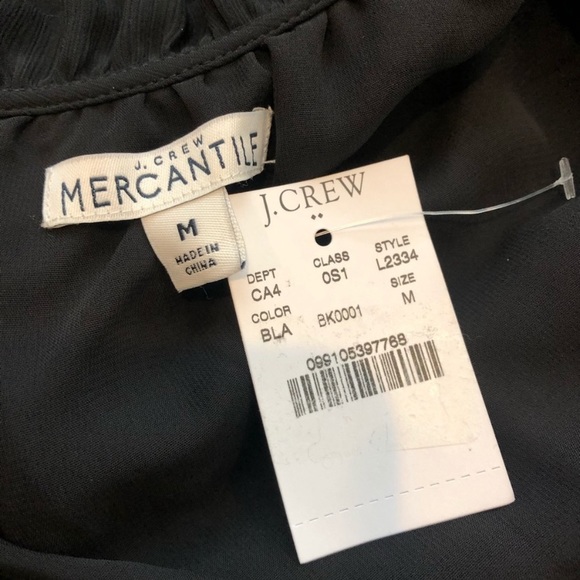 J. CREW
MERCANTILE
M
MADE IN
CHINA
J.CREW
DEPT CLASS STYLE
CA4 0S1 L2334
COLOR SIZE
BLA BK0001 M
099105397768